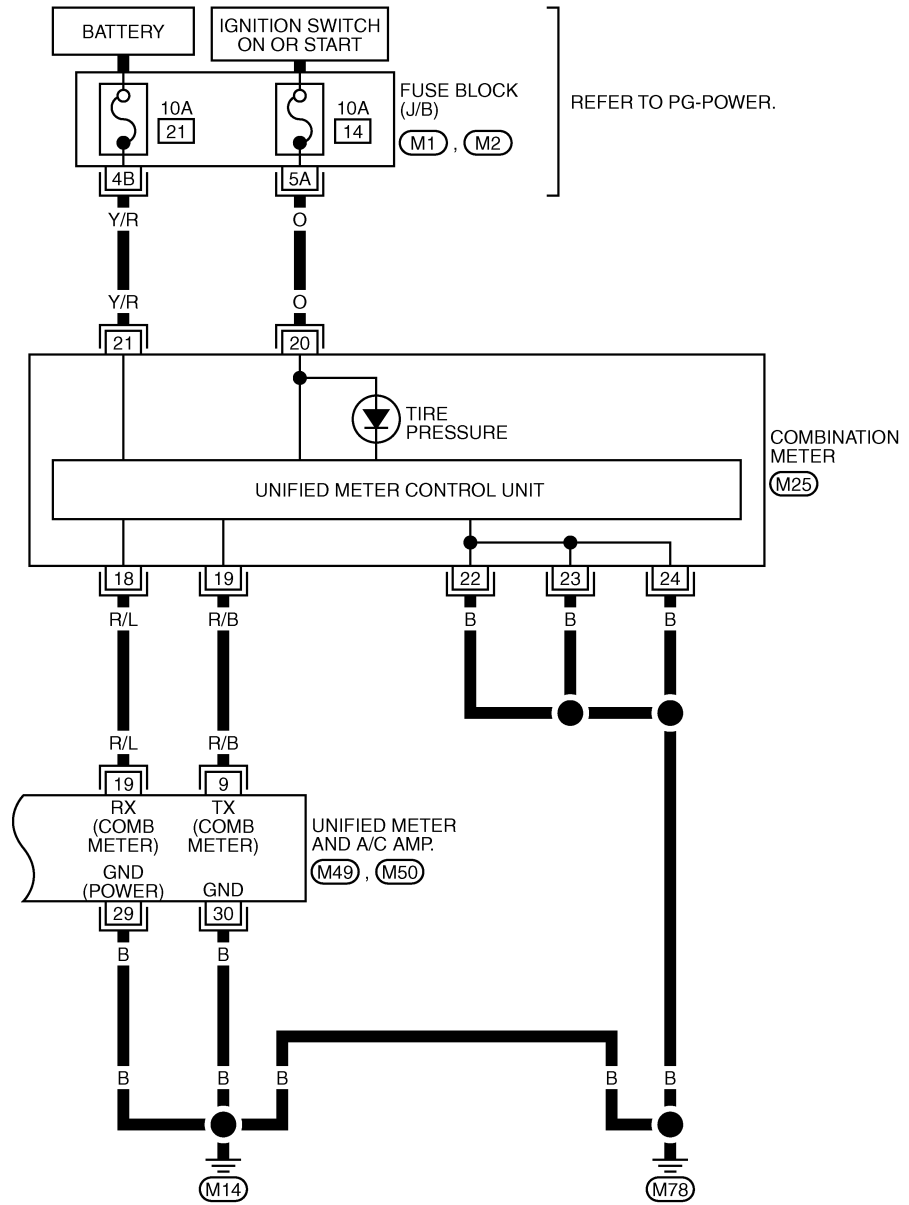 BATTERY
IGNITION SWITCH
ON OR START
10A
21
10A
14
FUSE BLOCK
(J/B)
M1 , M2
REFER TO PG-POWER.
4B
5A
Y/R
O
Y/R
O
21
20
TIRE
PRESSURE
COMBINATION
METER
M25
UNIFIED METER CONTROL UNIT
18
19
22
23
24
R/L
R/B
B
B
B
R/L
R/B
19
9
RX
(COMB
METER)
TX
(COMB
METER)
UNIFIED METER
AND A/C AMP.
M49 , M50
GND
(POWER)
GND
29
30
B
B
B
B
B
B
B
M14
M78